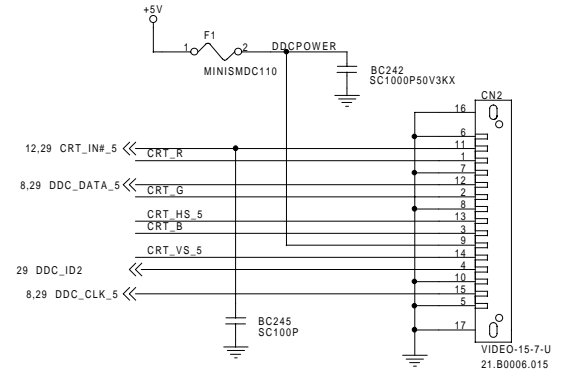 +5V
F1
1
2
DDCPOWER
MINISMDC110
BC242
SC1000P50V3KX
CN2
16
6
12,29 CRT_IN#_5
11
CRT_R
1
7
8,29 DDC_DATA_5
12
CRT_G
2
8
CRT_HS_5
13
CRT_B
3
9
CRT_VS_5
14
29 DDC_ID2
4
10
8,29 DDC_CLK_5
15
5
BC245
SC100P
17
VIDEO-15-7-U
21.B0006.015